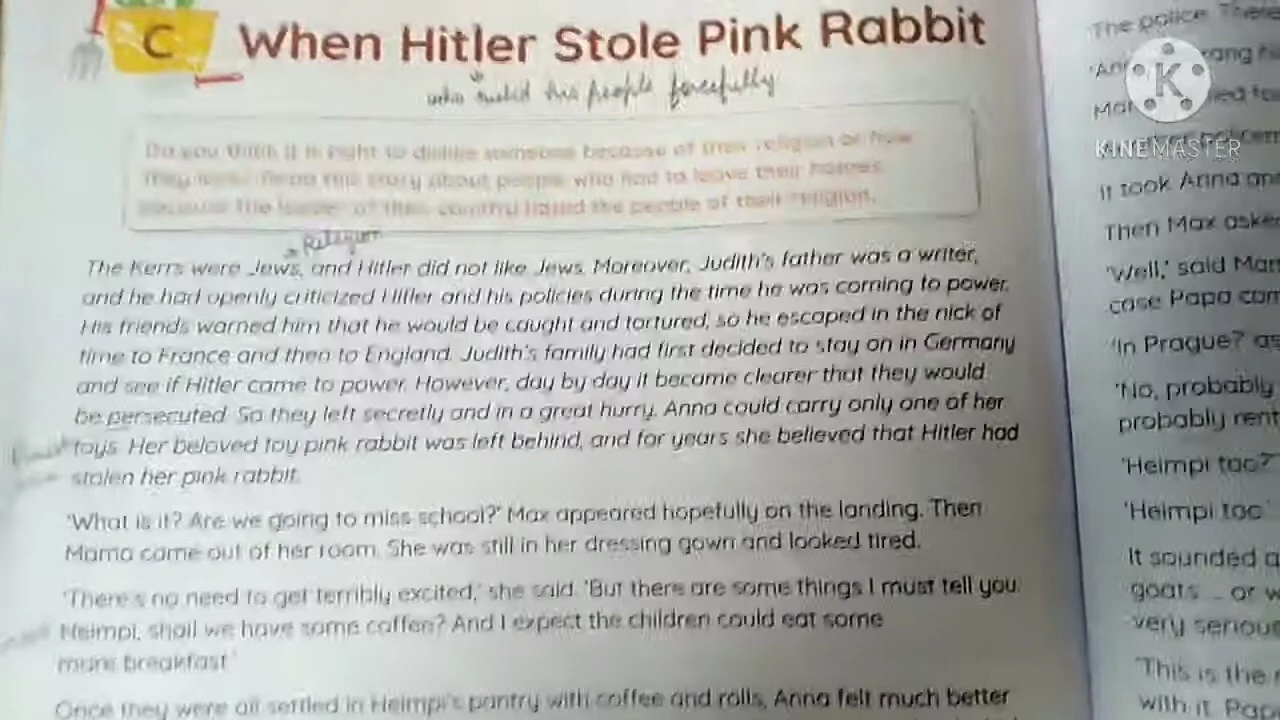 C When Hitler Stole Pink Rabbit
who ruled his people forcefully
Do you think it is right to dislike someone because of their religion or how
they look? Read this story about people who had to leave their homes
because the leader of their country hated the people of their religion.
Religion
The Kerrs were Jews, and Hitler did not like Jews. Moreover, Judith's father was a writer,
and he had openly criticized Hitler and his policies during the time he was coming to power.
His friends warned him that he would be caught and tortured, so he escaped in the nick of
time to France and then to England. Judith's family had first decided to stay on in Germany
and see if Hitler came to power. However, day by day it became clearer that they would
be persecuted. So they left secretly and in a great hurry. Anna could carry only one of her
toys. Her beloved toy pink rabbit was left behind, and for years she believed that Hitler had
stolen her pink rabbit.
'What is it? Are we going to miss school?' Max appeared hopefully on the landing. Then
Mama came out of her room. She was still in her dressing gown and looked tired.
'There's no need to get terribly excited,' she said. 'But there are some things I must tell you.
Heimpi, shall we have some coffee? And I expect the children could eat some
more breakfast.'
Once they were all settled in Heimpi's pantry with coffee and rolls, Anna felt much better
The police. There
K
KINEMASTER
It took Anna and
Then Max asked
'Well,' said Mam
case Papa com
'In Prague?' as
'No, probably
probably rent
'Heimpi too?'
'Heimpi too
It sounded a
goats ... or w
very serious
'This is the
with it. Pap